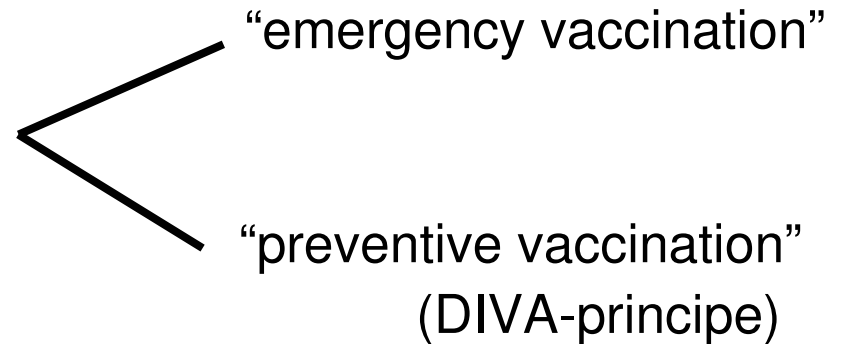 “emergency vaccination”
“preventive vaccination”
(DIVA-principe)